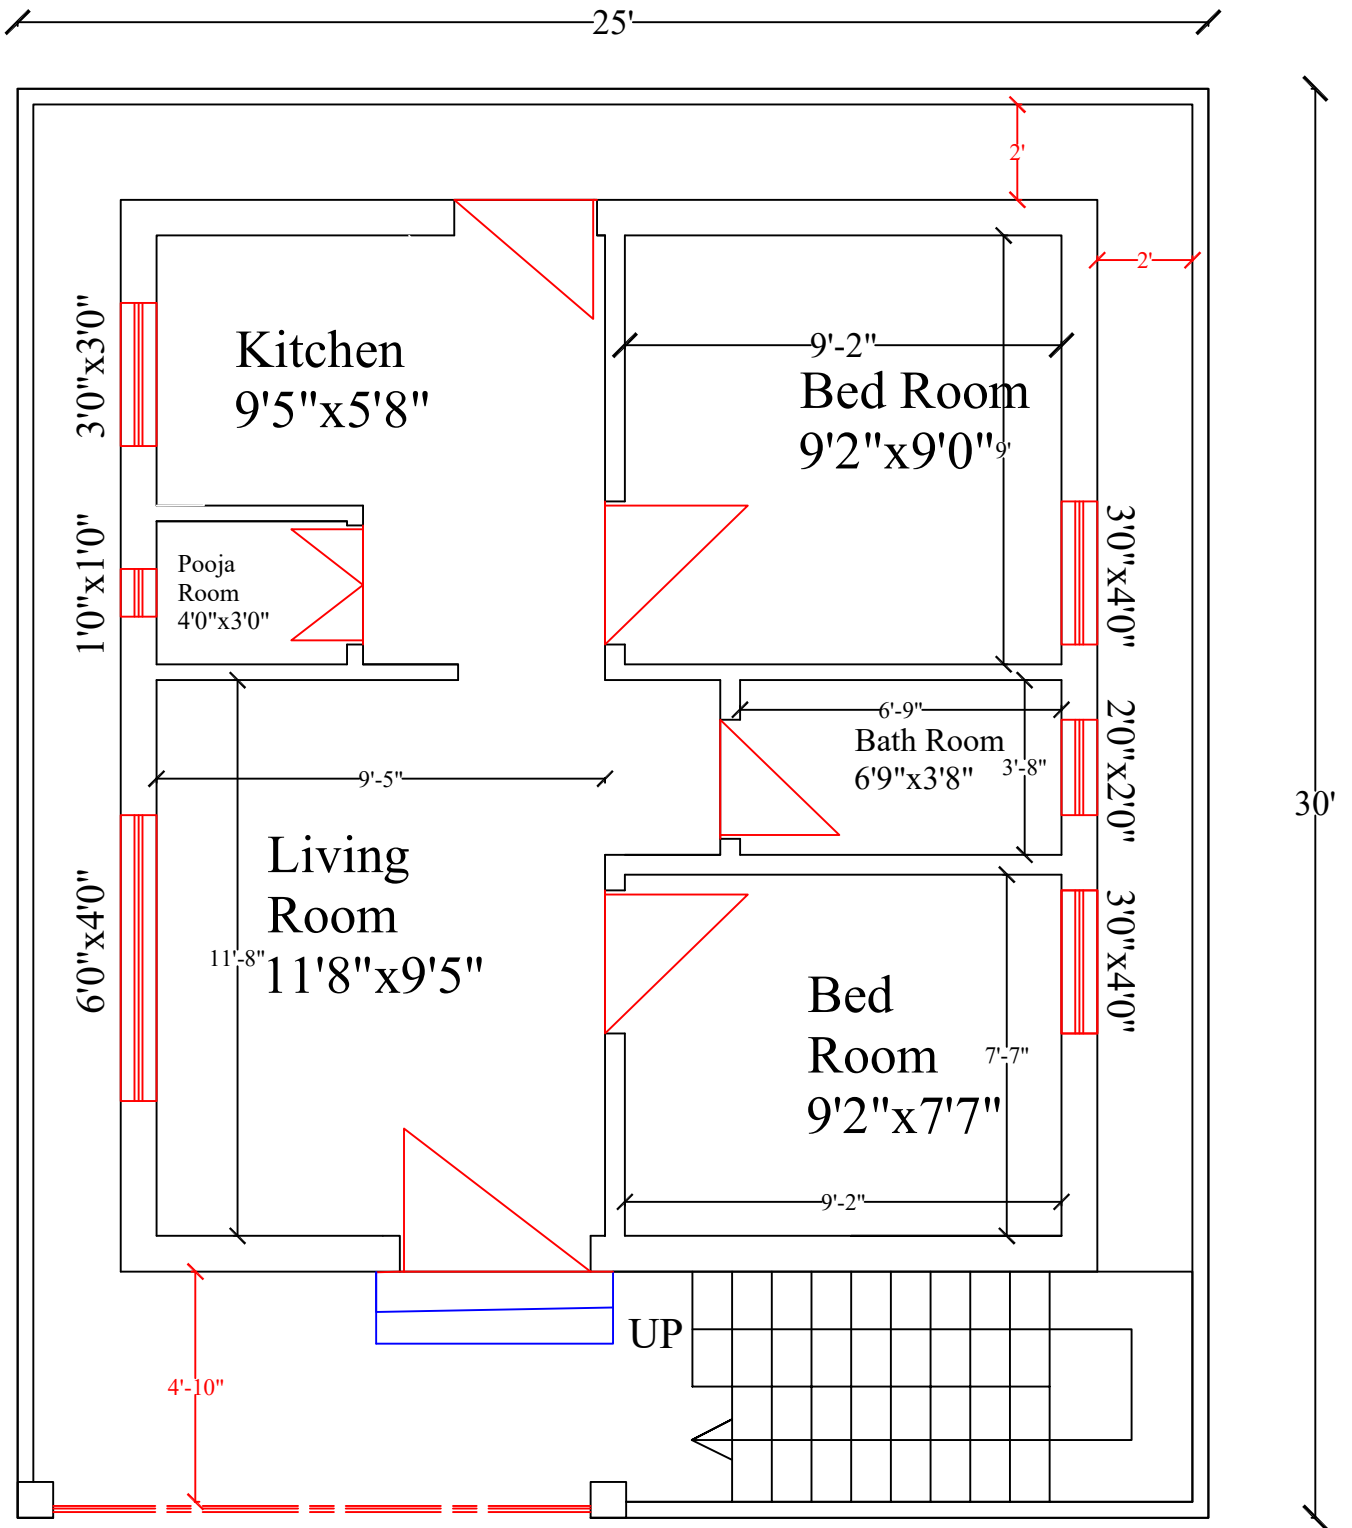 25'
2'
2'
3'0"x3'0"
Kitchen
9'5"x5'8"
9'-2"
Bed Room
9'2"x9'0"
9'
1'0"x1'0"
Pooja
Room
4'0"x3'0"
3'0"x4'0"
6'-9"
Bath Room
6'9"x3'8"
3'-8"
2'0"x2'0"
30'
9'-5"
Living
Room
11'8"x9'5"
11'-8"
6'0"x4'0"
3'0"x4'0"
Bed
Room
9'2"x7'7"
7'-7"
9'-2"
UP
4'-10"